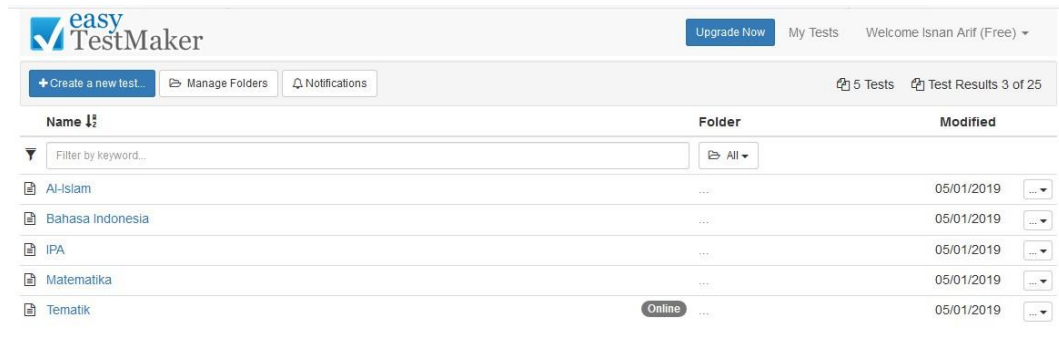 easy
TestMaker
Upgrade Now My Tests Welcome Isnan Arif (Free)
+Create a new test... Manage Folders Notifications 5 Tests Test Results 3 of 25
Name Folder Modified
Filter by keyword... All
Al-Islam ... 05/01/2019 ...
Bahasa Indonesia ... 05/01/2019 ...
IPA ... 05/01/2019 ...
Matematika ... 05/01/2019 ...
Tematik Online ... 05/01/2019 ...